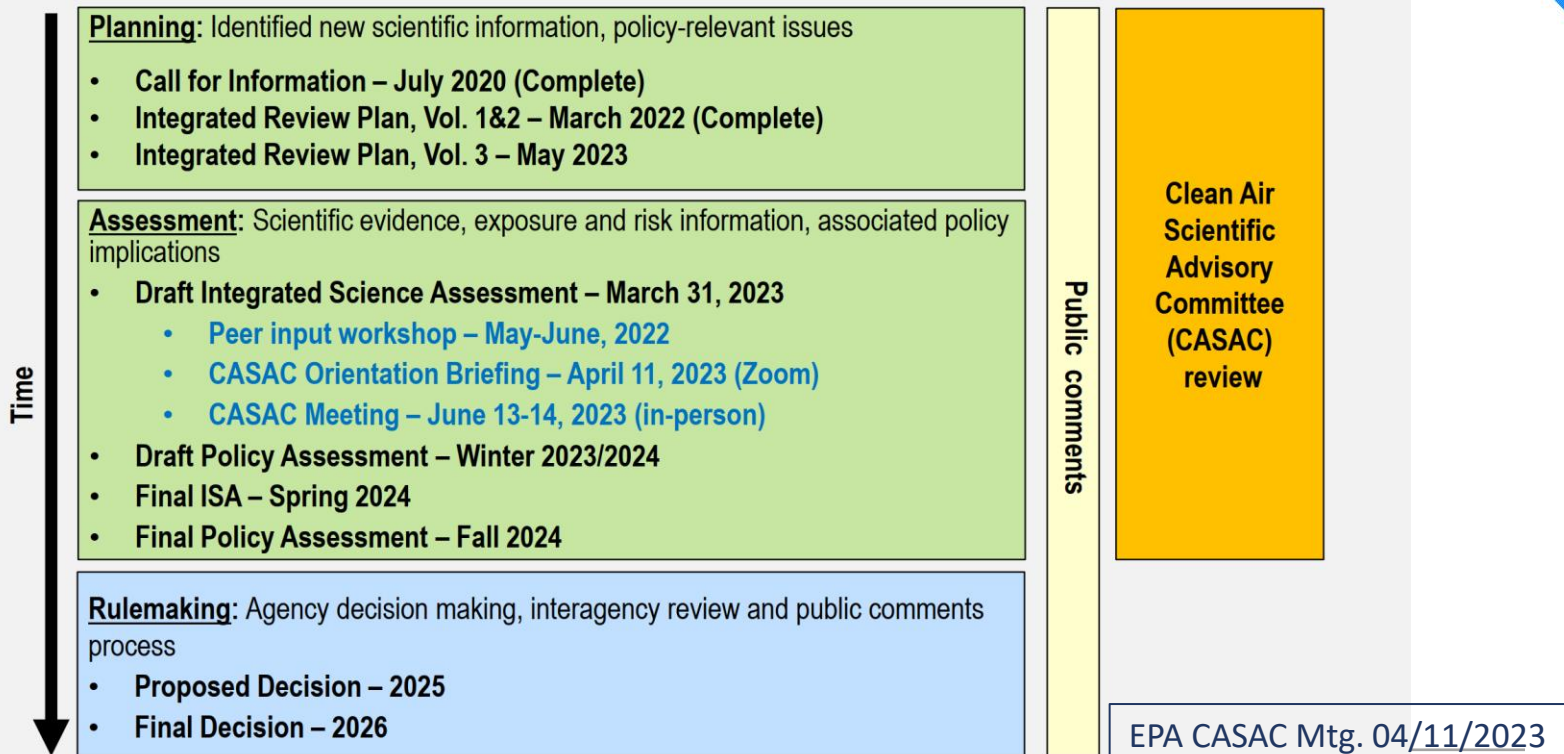 Time
Planning: Identified new scientific information, policy-relevant issues
• Call for Information – July 2020 (Complete)
• Integrated Review Plan, Vol. 1&2 – March 2022 (Complete)
• Integrated Review Plan, Vol. 3 – May 2023
Assessment: Scientific evidence, exposure and risk information, associated policy
implications
• Draft Integrated Science Assessment – March 31, 2023
• Peer input workshop – May-June, 2022
• CASAC Orientation Briefing – April 11, 2023 (Zoom)
• CASAC Meeting – June 13-14, 2023 (in-person)
• Draft Policy Assessment – Winter 2023/2024
• Final ISA – Spring 2024
• Final Policy Assessment – Fall 2024
Rulemaking: Agency decision making, interagency review and public comments
process
• Proposed Decision – 2025
• Final Decision – 2026
Public comments
Clean Air
Scientific
Advisory
Committee
(CASAC)
review
EPA CASAC Mtg. 04/11/2023